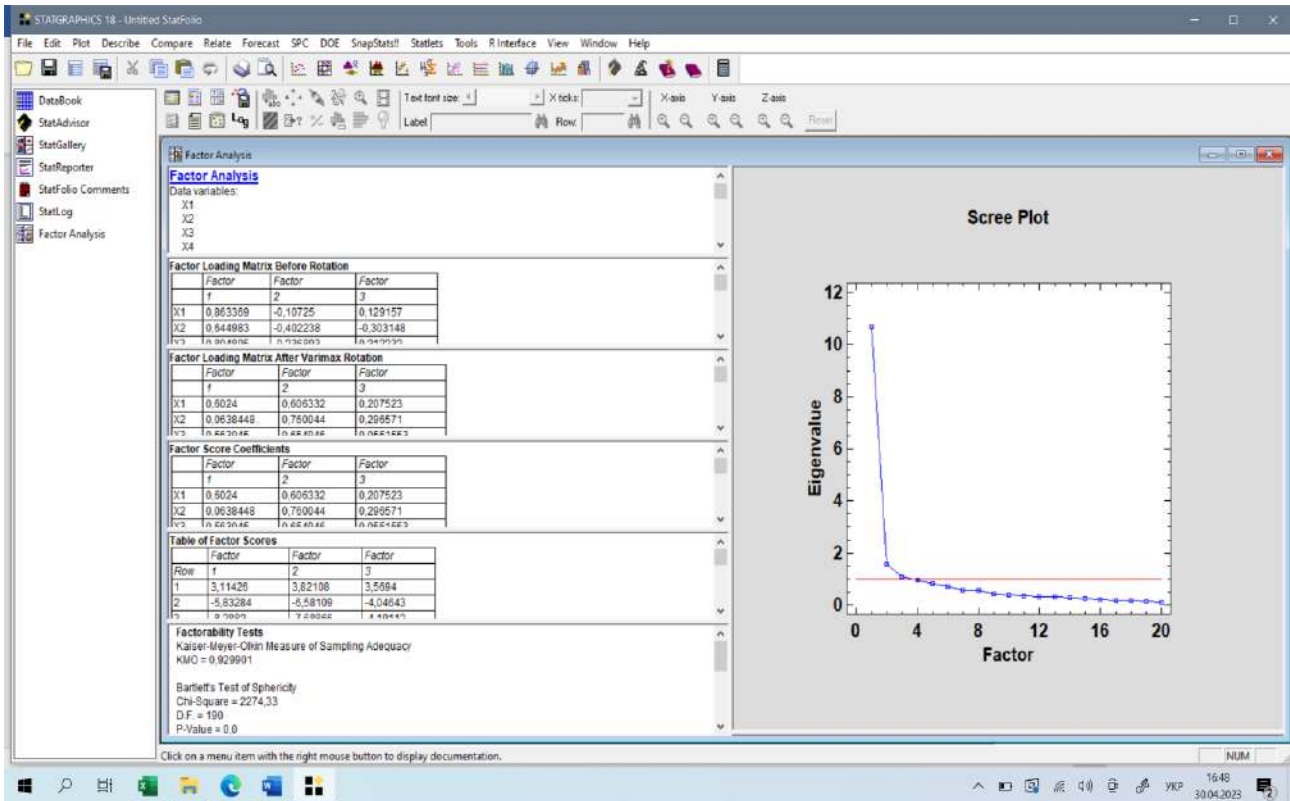 STATGRAPHICS 18 - Untitled StatFolio
File Edit Plot Describe Compare Relate Forecast SPC DOE SnapStats!! Statlets Tools R Interface View Window Help
Text font size: X ticks: X-axis Y-axis Z-axis
Log Label Row: Reset
DataBook
StatAdvisor
StatGallery
StatReporter
StatFolio Comments
StatLog
Factor Analysis
Factor Analysis
Factor Analysis
Data variables:
X1
X2
X3
X4
Factor Loading Matrix Before Rotation
Factor Factor Factor
1 2 3
X1 0,863369 -0,10725 0,129157
X2 0,644983 -0,402238 -0,303148
Factor Loading Matrix After Varimax Rotation
Factor Factor Factor
1 2 3
X1 0,6024 0,606332 0,207523
X2 0,0638448 0,760044 0,296571
Factor Score Coefficients
Factor Factor Factor
1 2 3
X1 0,6024 0,606332 0,207523
X2 0,0638448 0,760044 0,296571
Table of Factor Scores
Factor Factor Factor
Row 1 2 3
1 3,11426 3,82108 3,5694
2 -5,83284 -6,58109 -4,04643
Factorability Tests
Kaiser-Meyer-Olkin Measure of Sampling Adequacy
KMO = 0,929901
Bartlett's Test of Sphericity
Chi-Square = 2274,33
D.F. = 190
P-Value = 0,0
Scree Plot
Eigenvalue
12
10
8
6
4
2
0
0 4 8 12 16 20
Factor
Click on a menu item with the right mouse button to display documentation.
NUM
УКР
16:48
30.04.2023
2